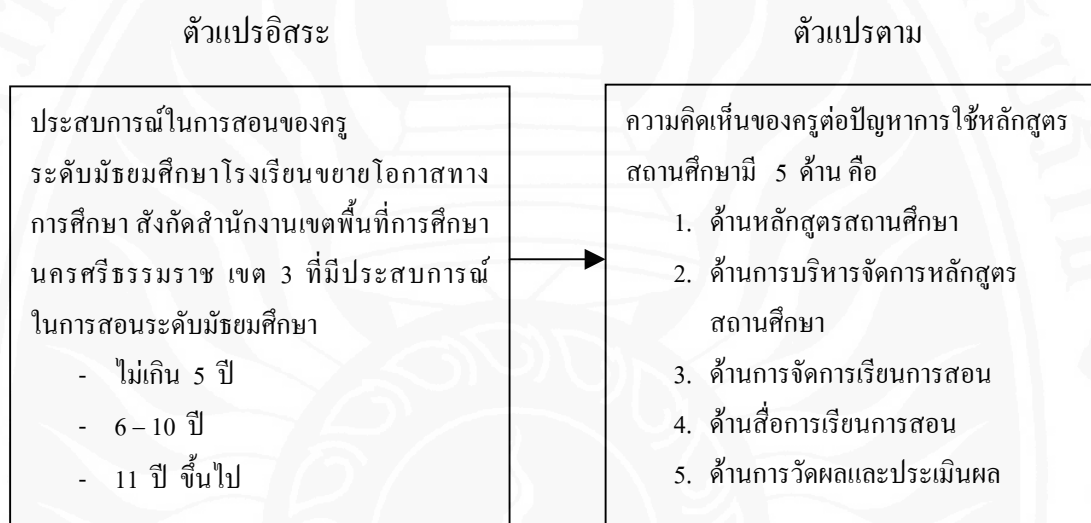 ตัวแปรอิสระ
ประสบการณ์ในการสอนของครู
ระดับมัธยมศึกษาโรงเรียนขยายโอกาสทาง
การศึกษา สังกัดสำนักงานเขตพื้นที่การศึกษา
นครศรีธรรมราช เขต 3 ที่มีประสบการณ์
ในการสอนระดับมัธยมศึกษา
- ไม่เกิน 5 ปี
- 6 – 10 ปี
- 11 ปี ขึ้นไป
ตัวแปรตาม
ความคิดเห็นของครูต่อปัญหาการใช้หลักสูตร
สถานศึกษามี 5 ด้าน คือ
1. ด้านหลักสูตรสถานศึกษา
2. ด้านการบริหารจัดการหลักสูตร
สถานศึกษา
3. ด้านการจัดการเรียนการสอน
4. ด้านสื่อการเรียนการสอน
5. ด้านการวัดผลและประเมินผล